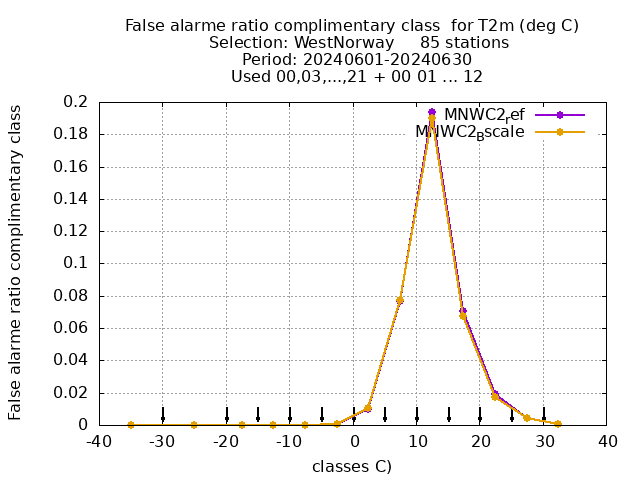 False alarme ratio complimentary class  for T2m (deg C)
Selection: WestNorway     85 stations
Period: 20240601-20240630
Used 00,03,...,21 + 00 01 ... 12
False alarme ratio complimentary class
0.2
0.18
0.16
0.14
0.12
0.1
0.08
0.06
0.04
0.02
0
MNWC2ref
MNWC2Bscale
-40 -30 -20 -10 0 10 20 30 40
classes C)